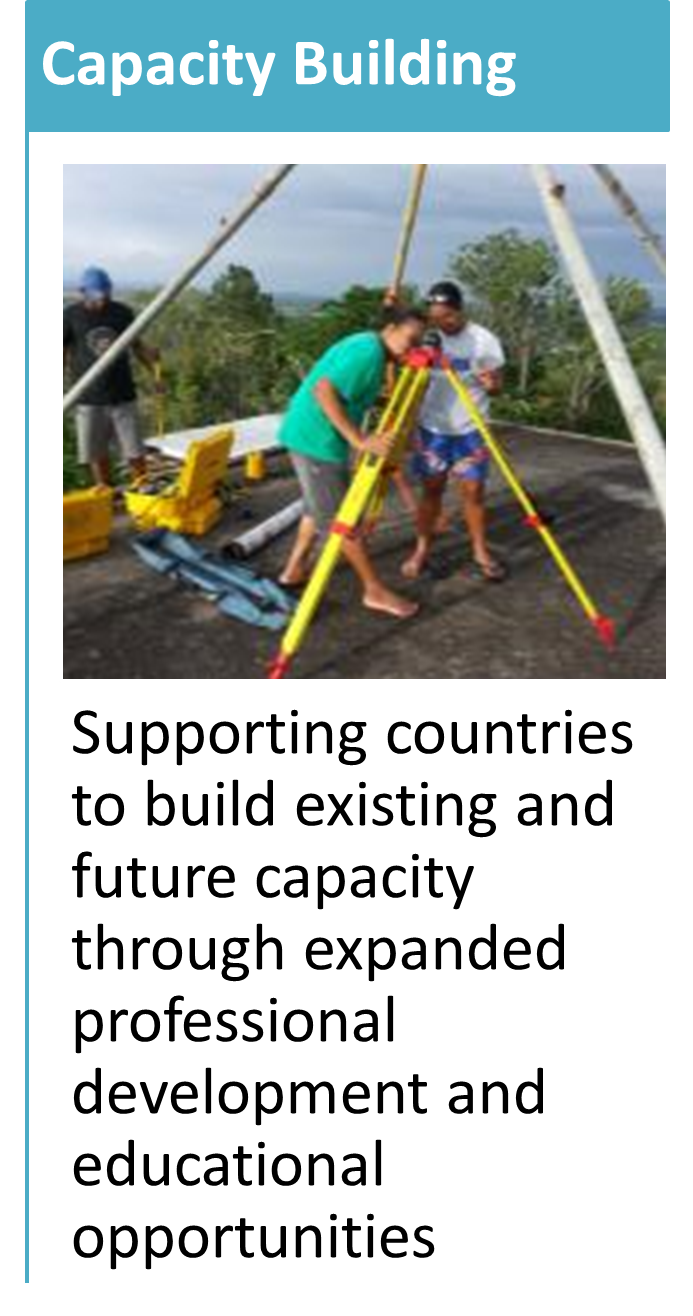 Capacity Building
Supporting countries
to build existing and
future capacity
through expanded
professional
development and
educational
opportunities